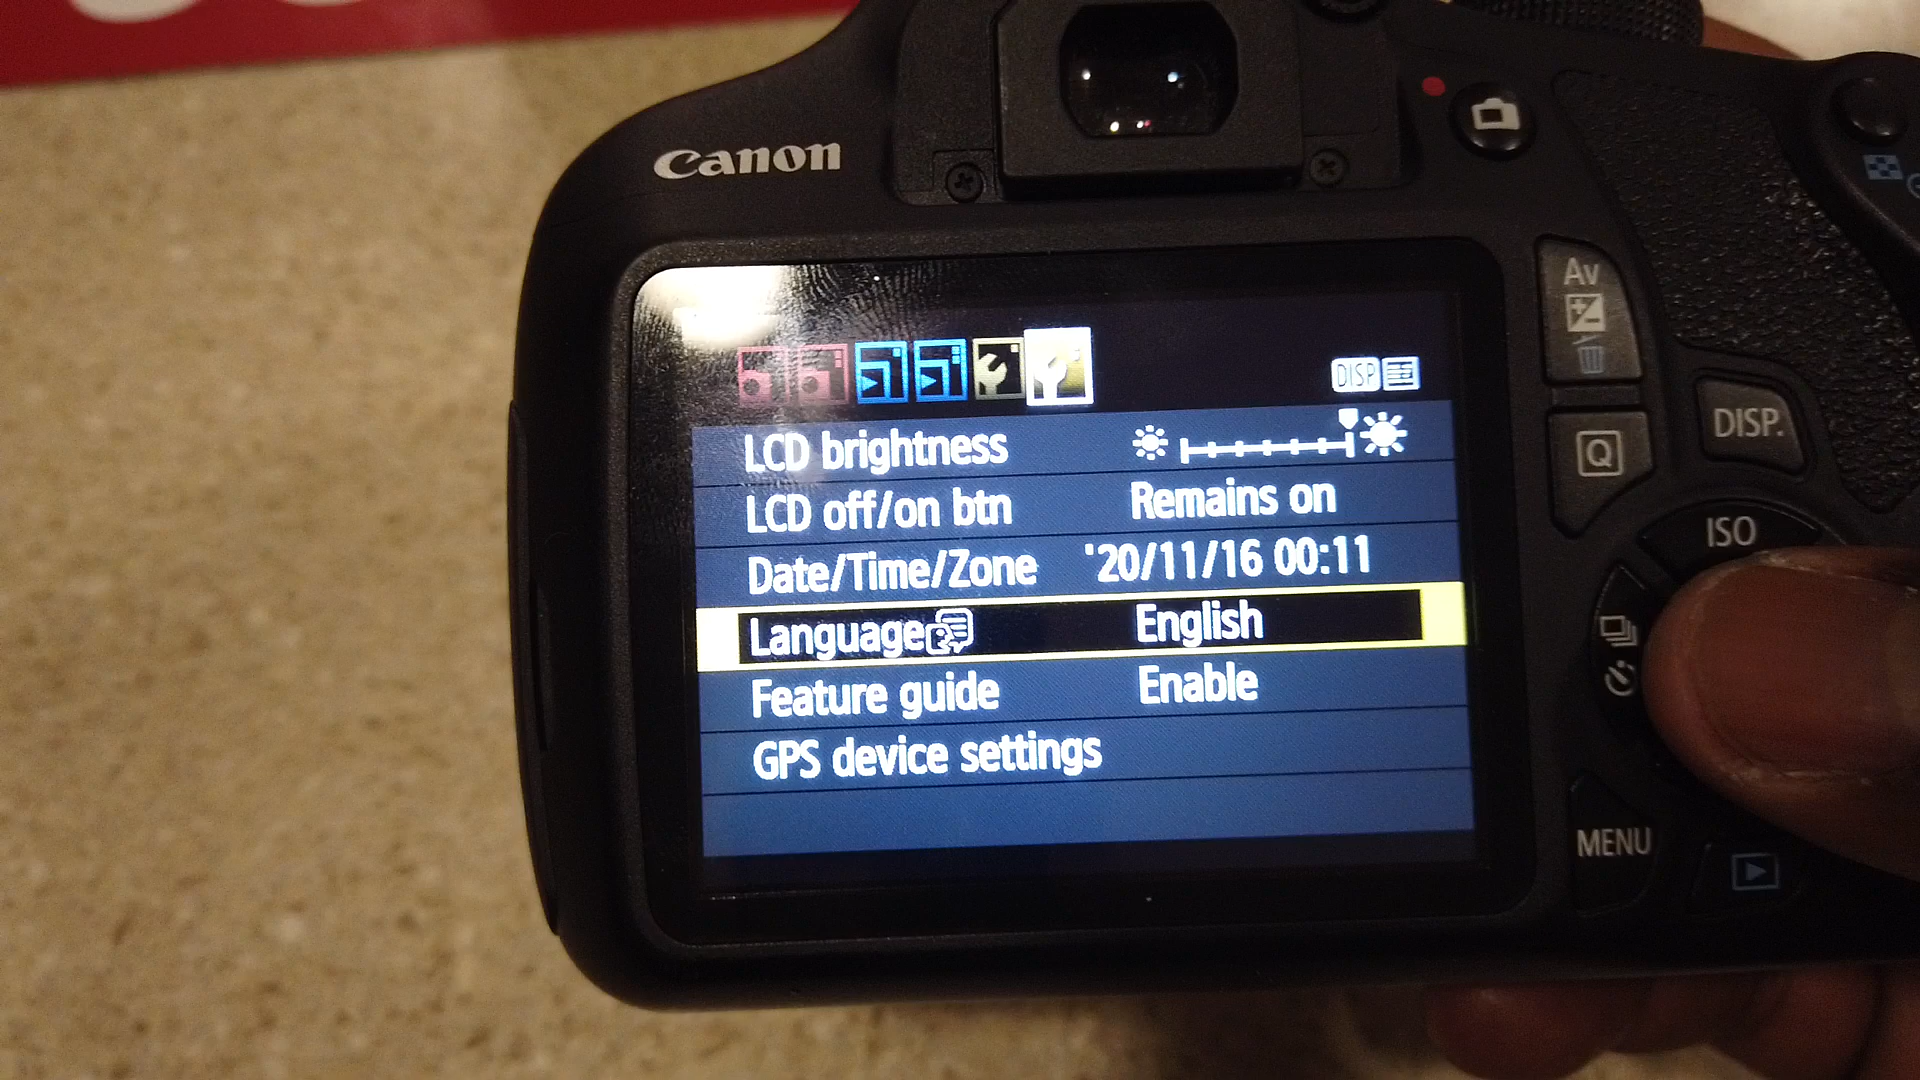 Canon
DISP
LCD brightness
LCD off/on btn Remains on
Date/Time/Zone '20/11/16 00:11
Language English
Feature guide Enable
GPS device settings
Av
Q
DISP.
ISO
MENU